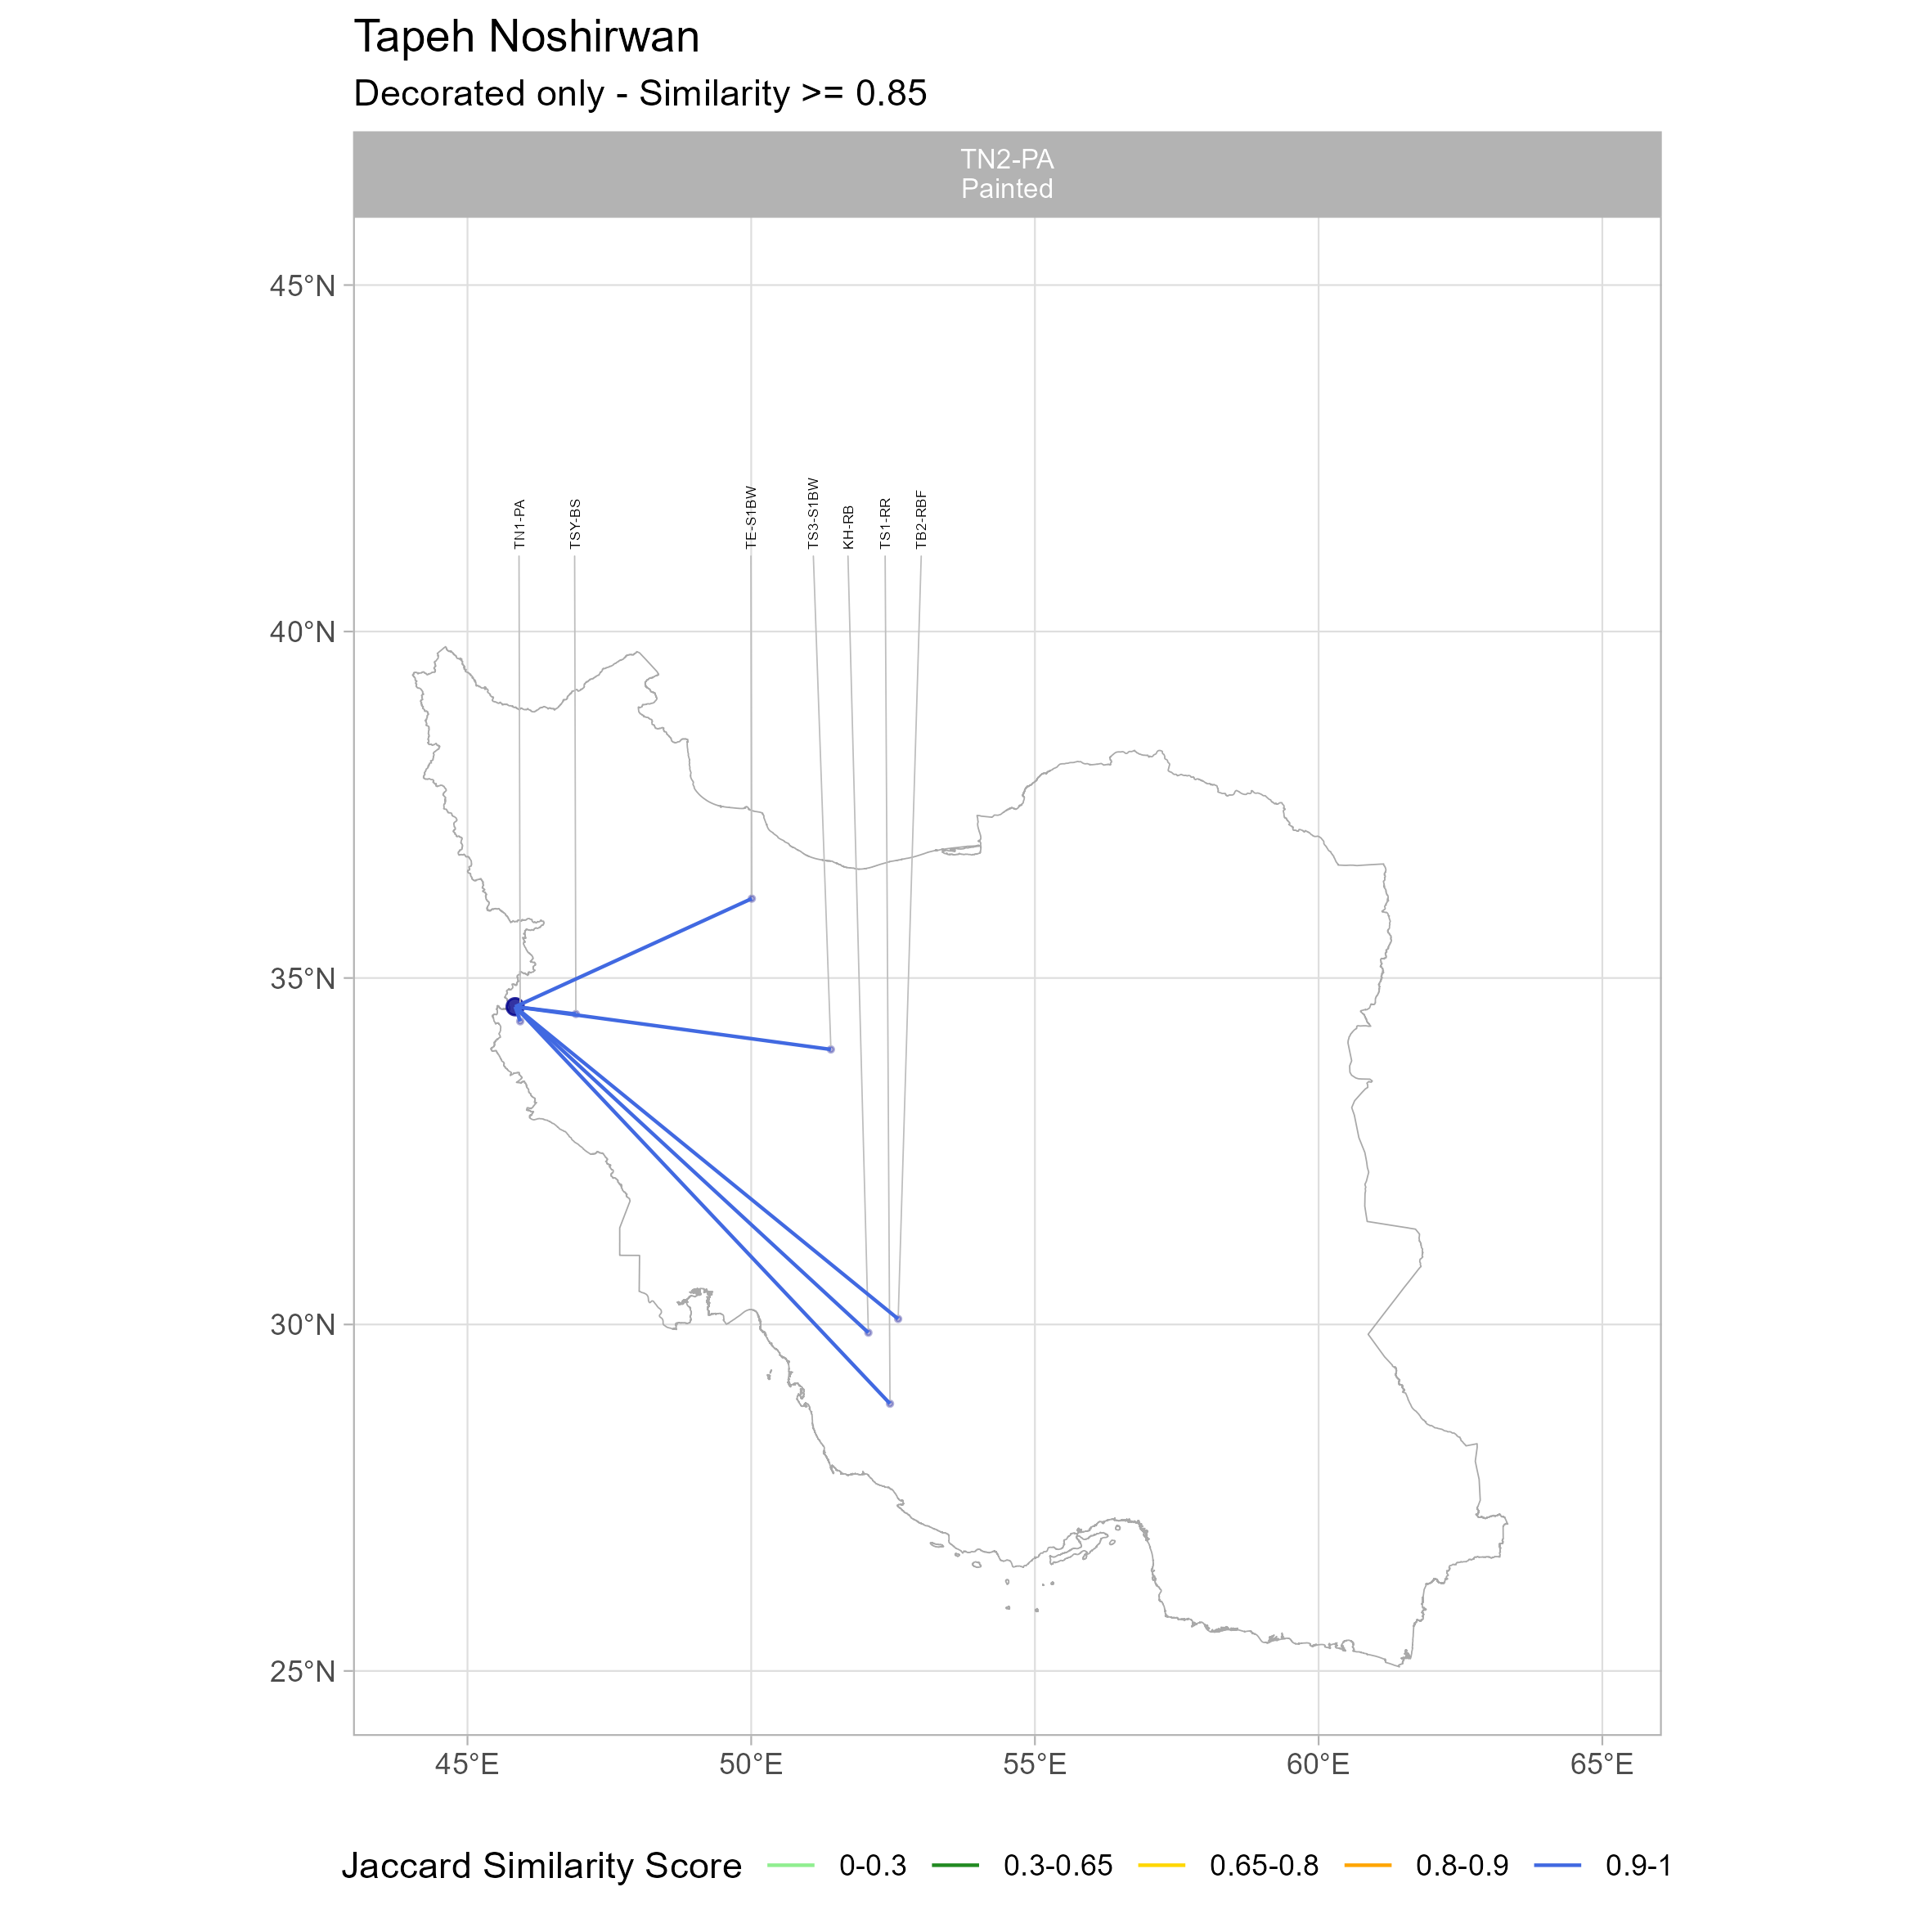 Tapeh Noshirwan
Decorated only - Similarity >= 0.85
TN2-PA
Painted
45°N
40°N
35°N
30°N
25°N
TN1-PA
TSY-BS
TE-S1BW
TS3-S1BW
KH-RB
TS1-RR
TB2-RBF
45°E
50°E
55°E
60°E
65°E
Jaccard Similarity Score
0-0.3
0.3-0.65
0.65-0.8
0.8-0.9
0.9-1